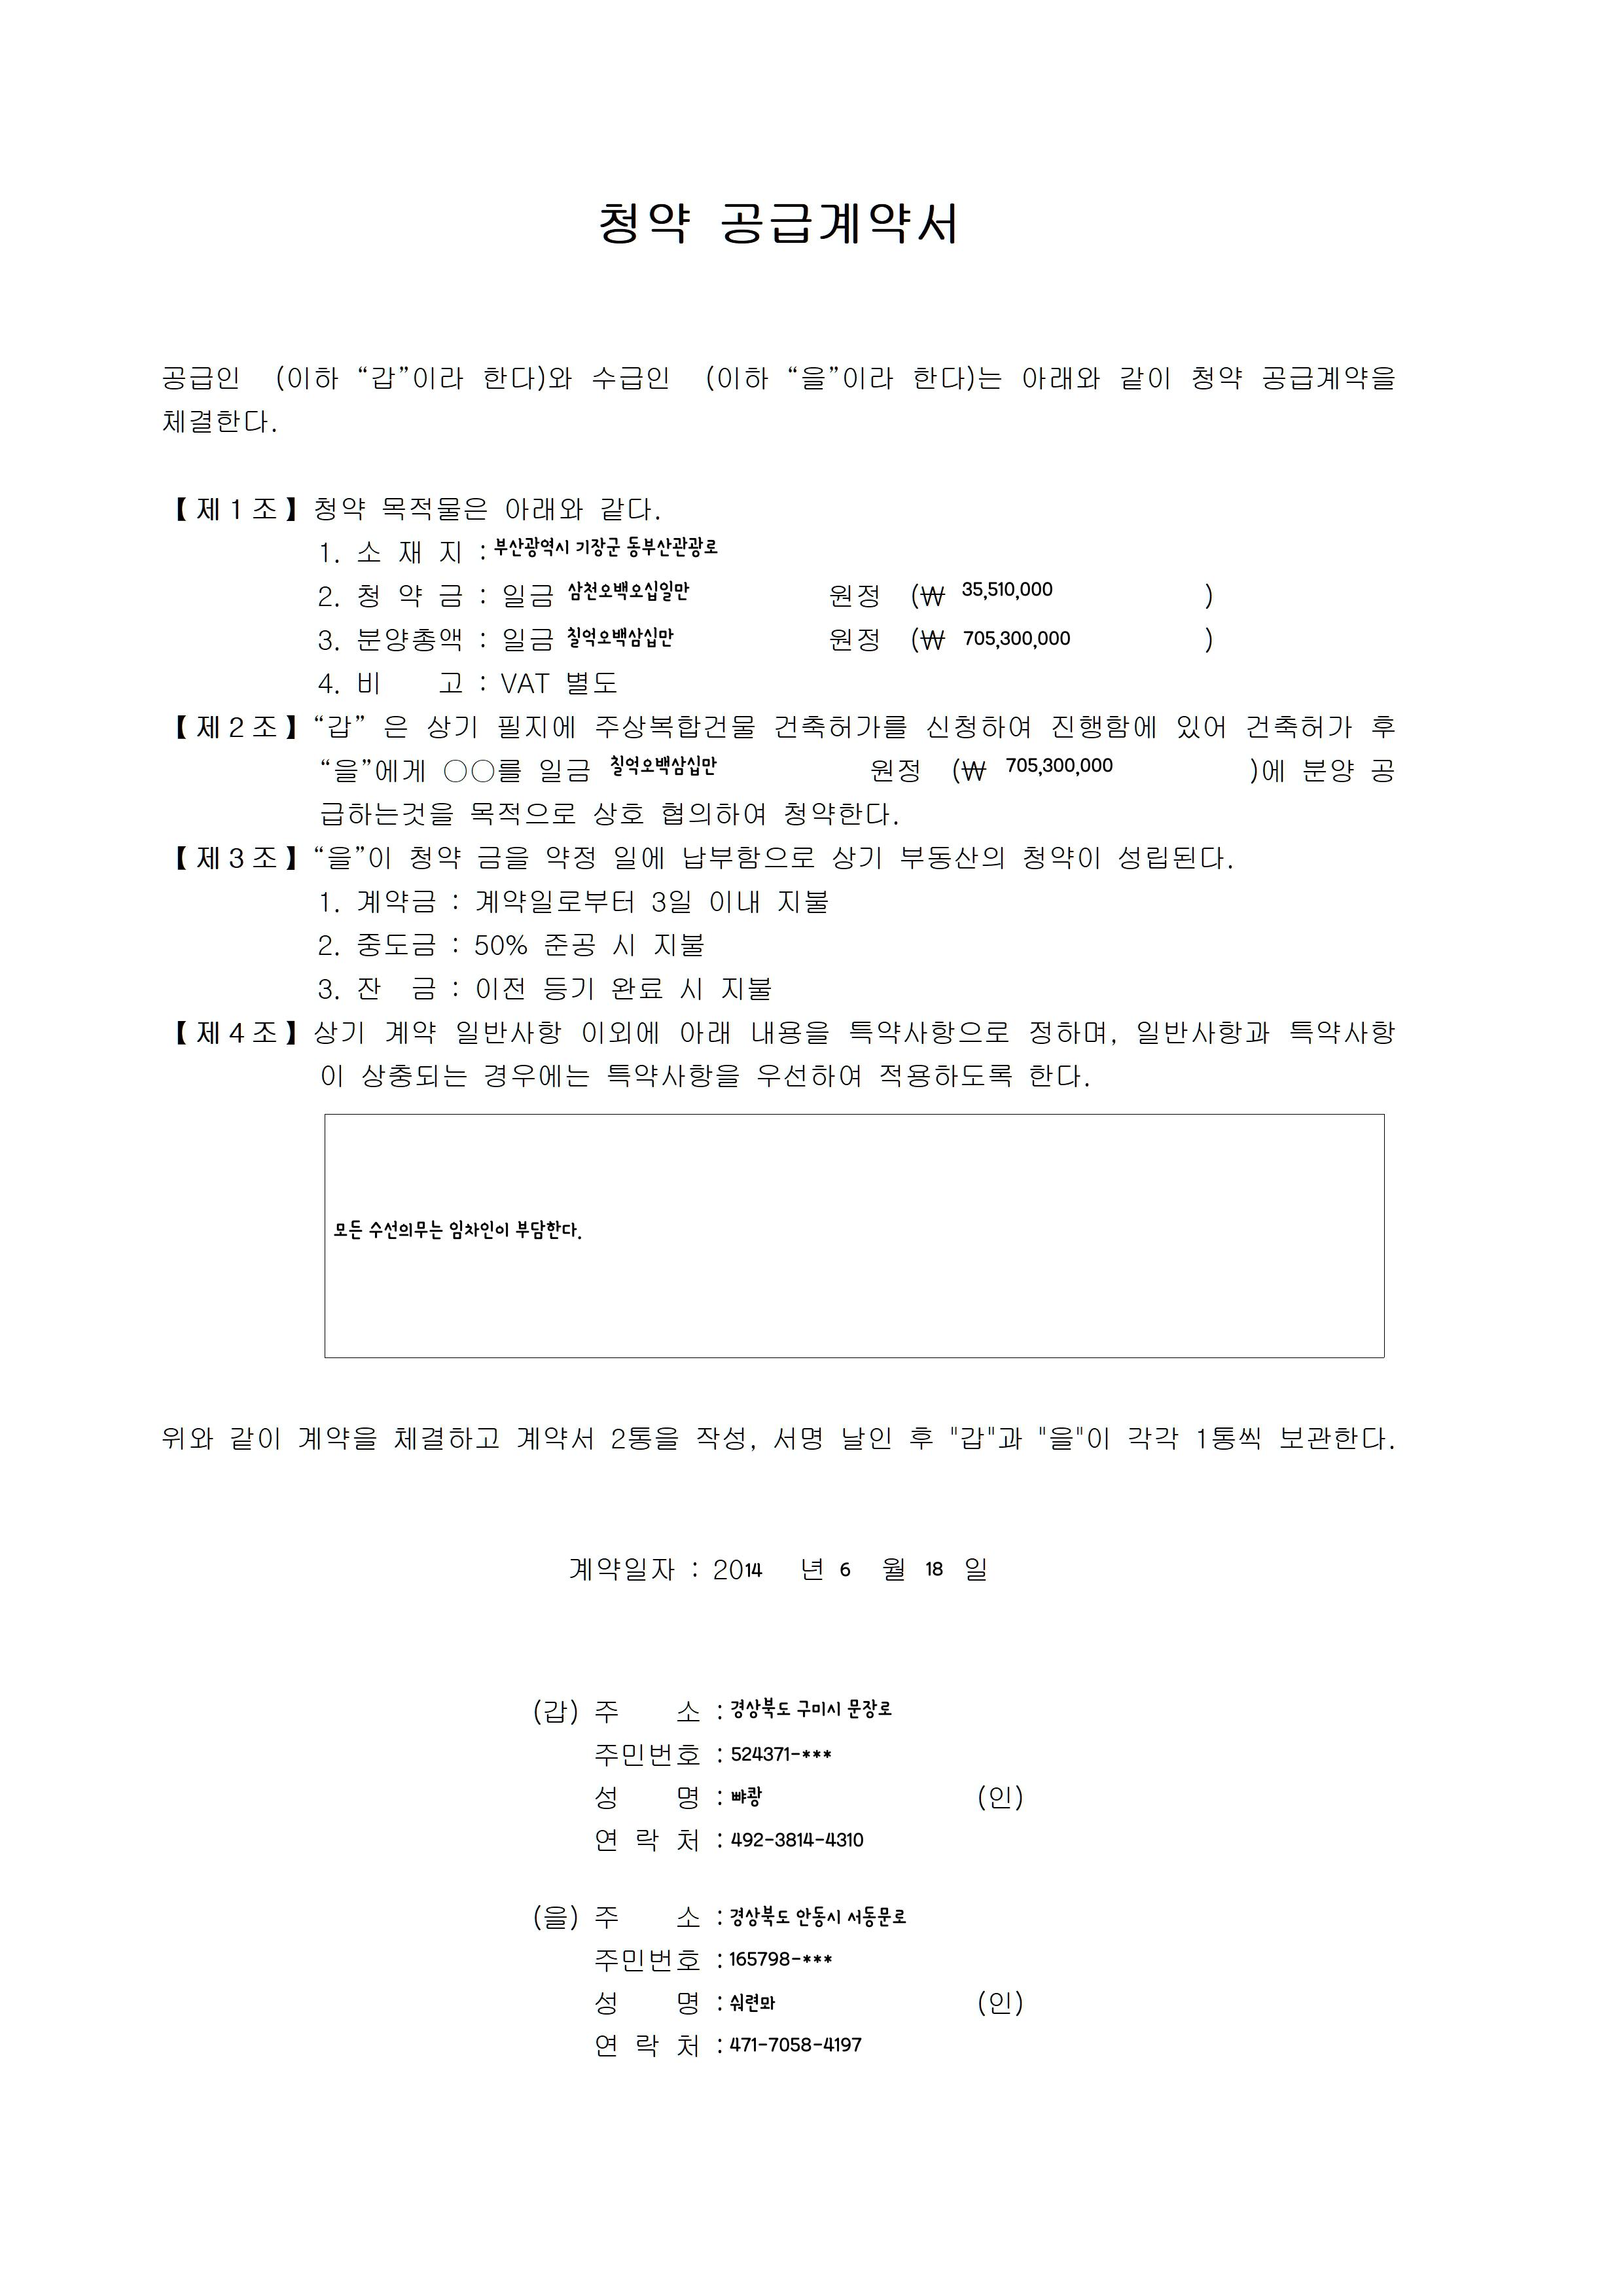 청약 공급계약서
공급인 (이하 “갑”이라 한다)와 수급인 (이하 “을”이라 한다)는 아래와 같이 청약 공급계약을
체결한다.
【제1조】청약 목적물은 아래와 같다.
1. 소 재 지 : 부산광역시 기장군 동부산관광로
2. 청 약 금 : 일금 삼천오백오십일만 원정 (₩ 35,510,000 )
3. 분양총액 : 일금 칠억오백삼십만 원정 (₩ 705,300,000 )
4. 비 고 : VAT 별도
【제2조】“갑” 은 상기 필지에 주상복합건물 건축허가를 신청하여 진행함에 있어 건축허가 후
“을”에게 ○○를 일금 칠억오백삼십만 원정 (₩ 705,300,000 )에 분양 공
급하는것을 목적으로 상호 협의하여 청약한다.
【제3조】“을”이 청약 금을 약정 일에 납부함으로 상기 부동산의 청약이 성립된다.
1. 계약금 : 계약일로부터 3일 이내 지불
2. 중도금 : 50% 준공 시 지불
3. 잔 금 : 이전 등기 완료 시 지불
【제4조】상기 계약 일반사항 이외에 아래 내용을 특약사항으로 정하며, 일반사항과 특약사항
이 상충되는 경우에는 특약사항을 우선하여 적용하도록 한다.
모든 수선의무는 임차인이 부담한다.
위와 같이 계약을 체결하고 계약서 2통을 작성, 서명 날인 후 "갑"과 "을"이 각각 1통씩 보관한다.
계약일자 : 2014 년 6 월 18 일
(갑) 주 소 : 경상북도 구미시 문장로
주민번호 : 524371-***
성 명 : 뺘쾅 (인)
연 락 처 : 492-3814-4310
(을) 주 소 : 경상북도 안동시 서동문로
주민번호 : 165798-***
성 명 : 숴련뫄 (인)
연 락 처 : 471-7058-4197